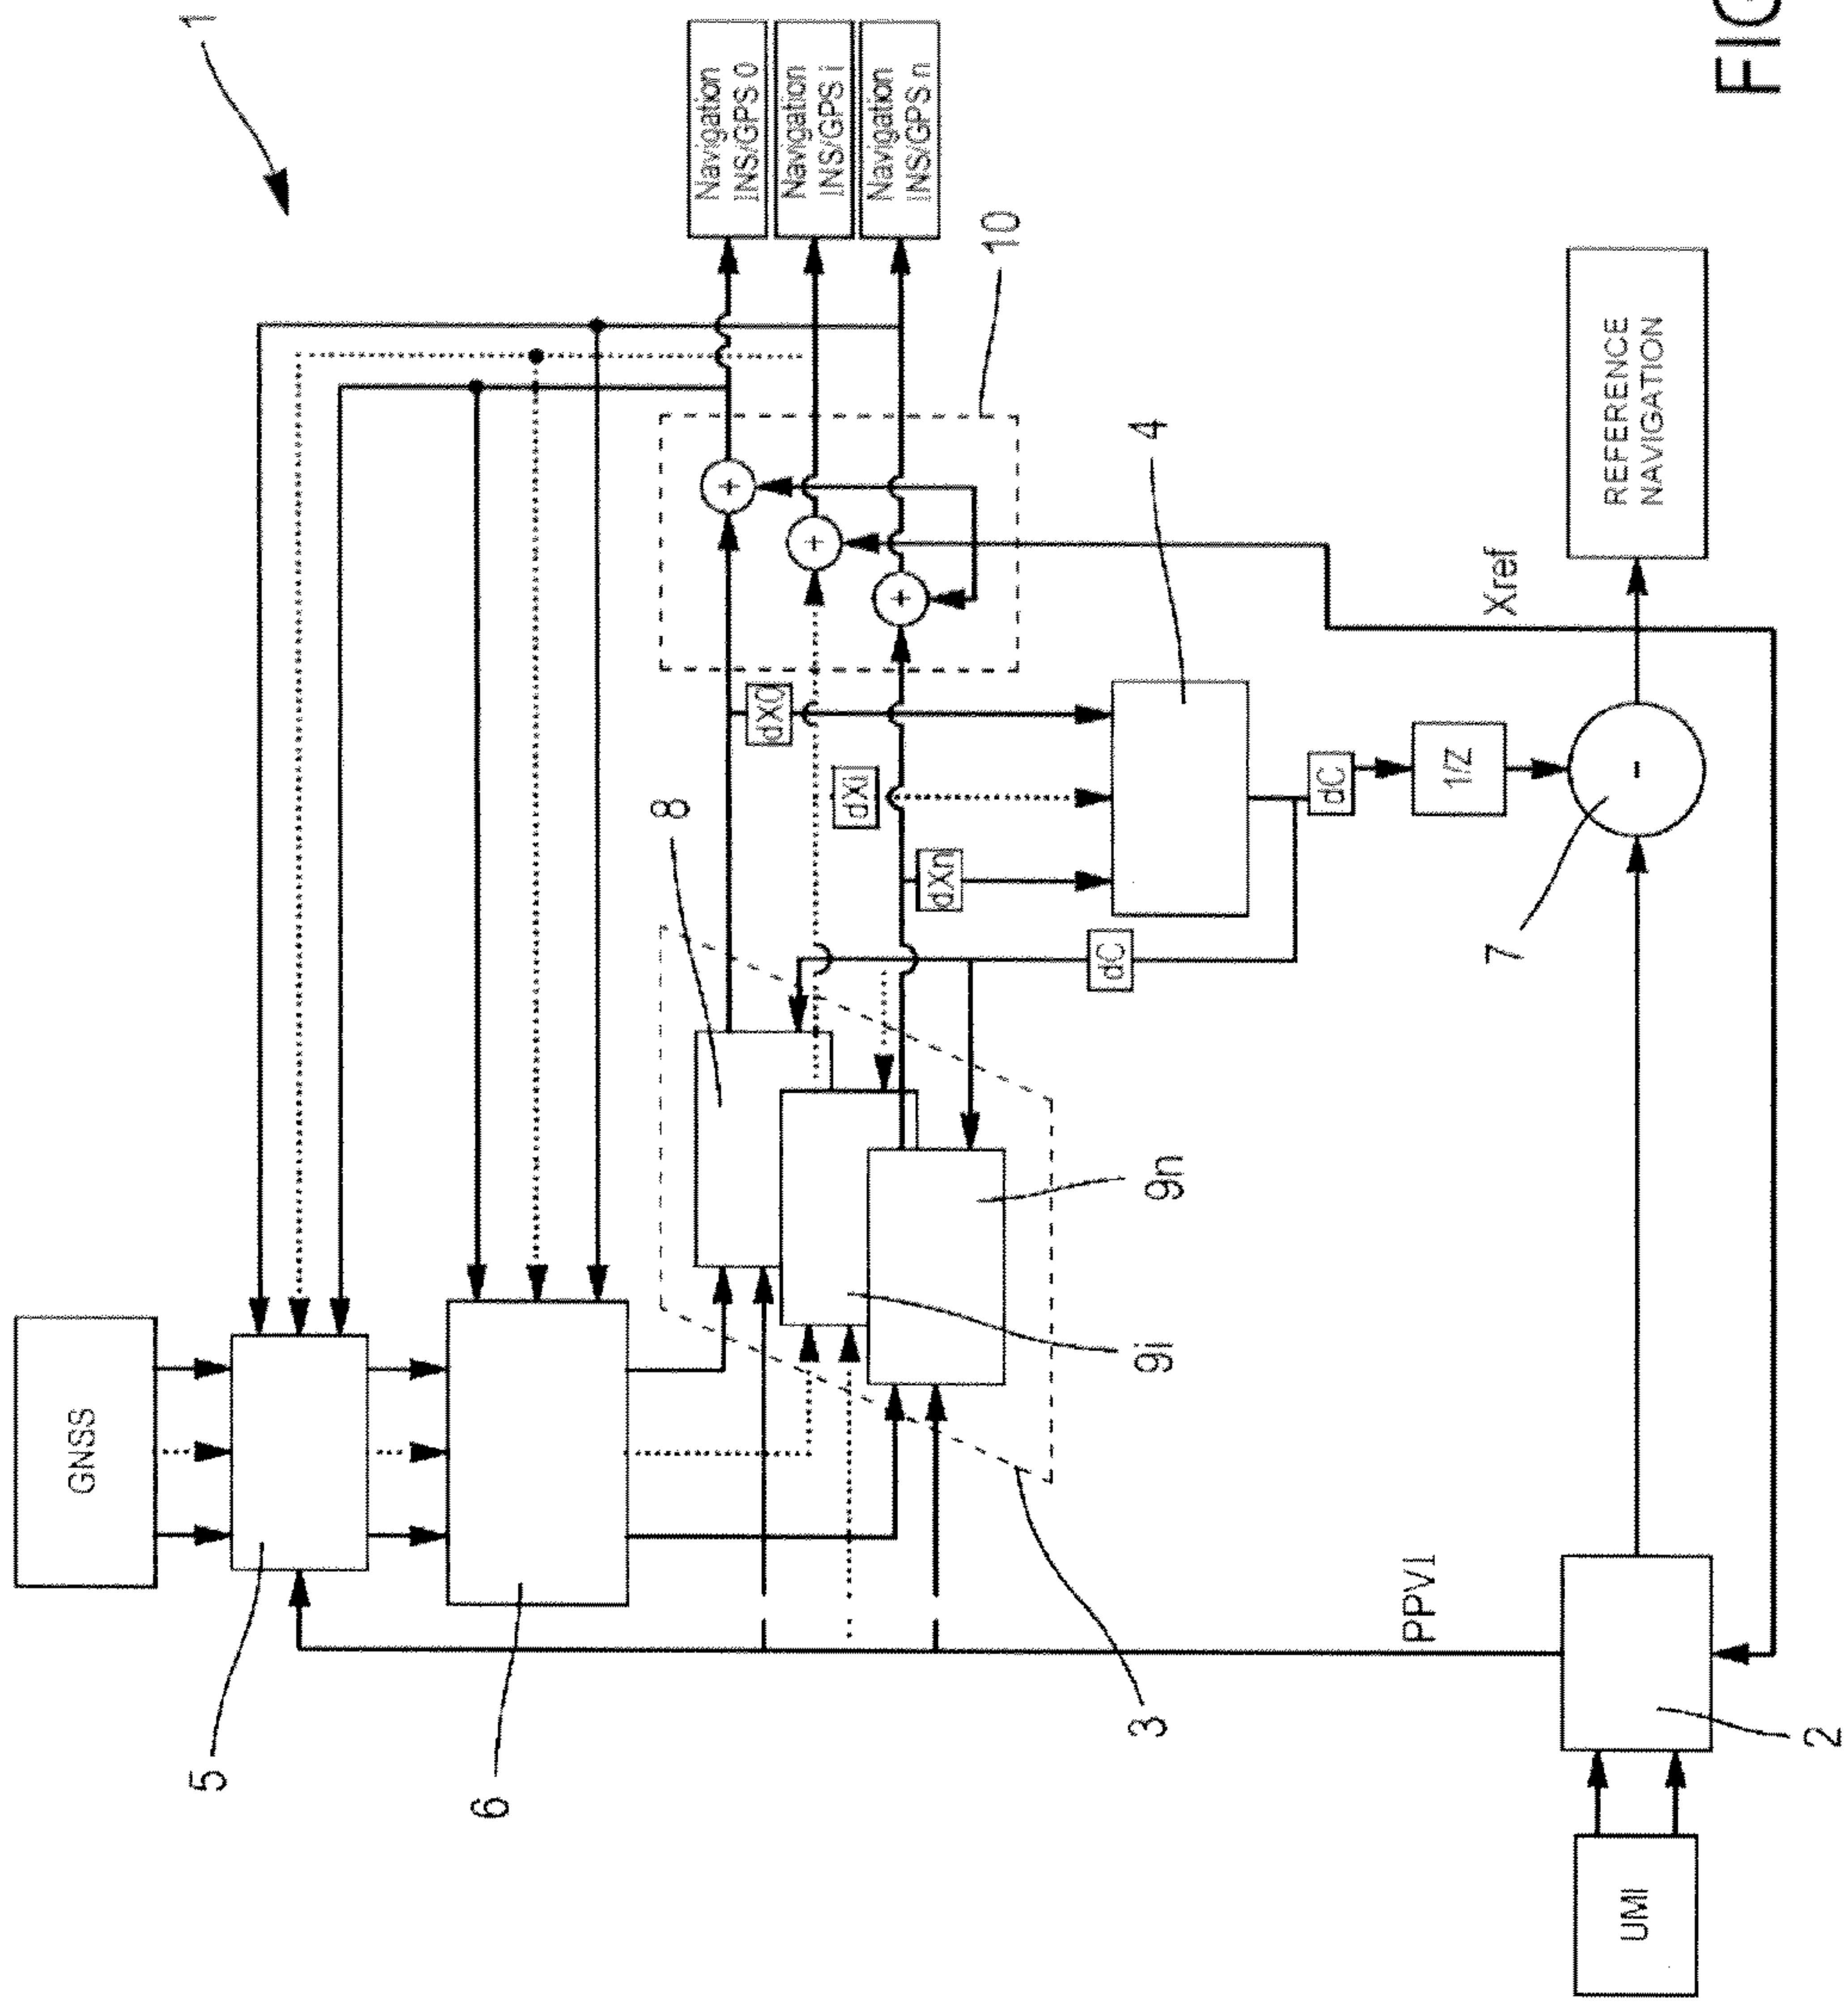 1
GNSS
5
6
Navigation
INS/GPS 0
Navigation
INS/GPS i
Navigation
INS/GPS n
10
8
dX0
dXi
dXn
4
9n
9i
3
dC
dC
1/Z
7
-
+
+
+
Xref
REFERENCE
NAVIGATION
PPV1
2
UMI
FIG